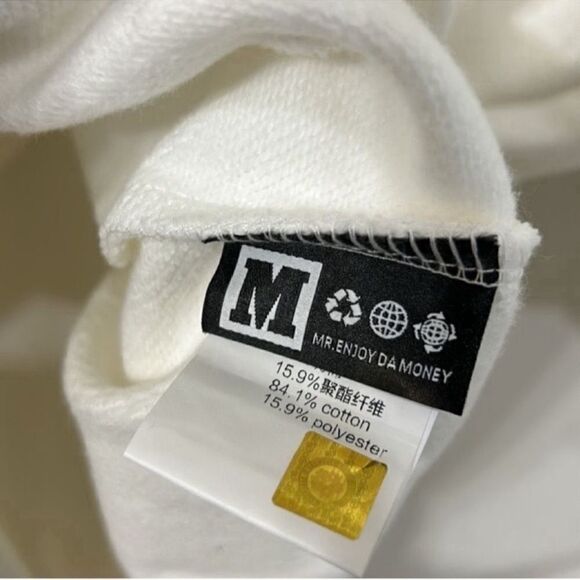 M
MR.ENJOY DA MONEY
15.9%聚酯纤维
84.1% cotton
15.9% polyester